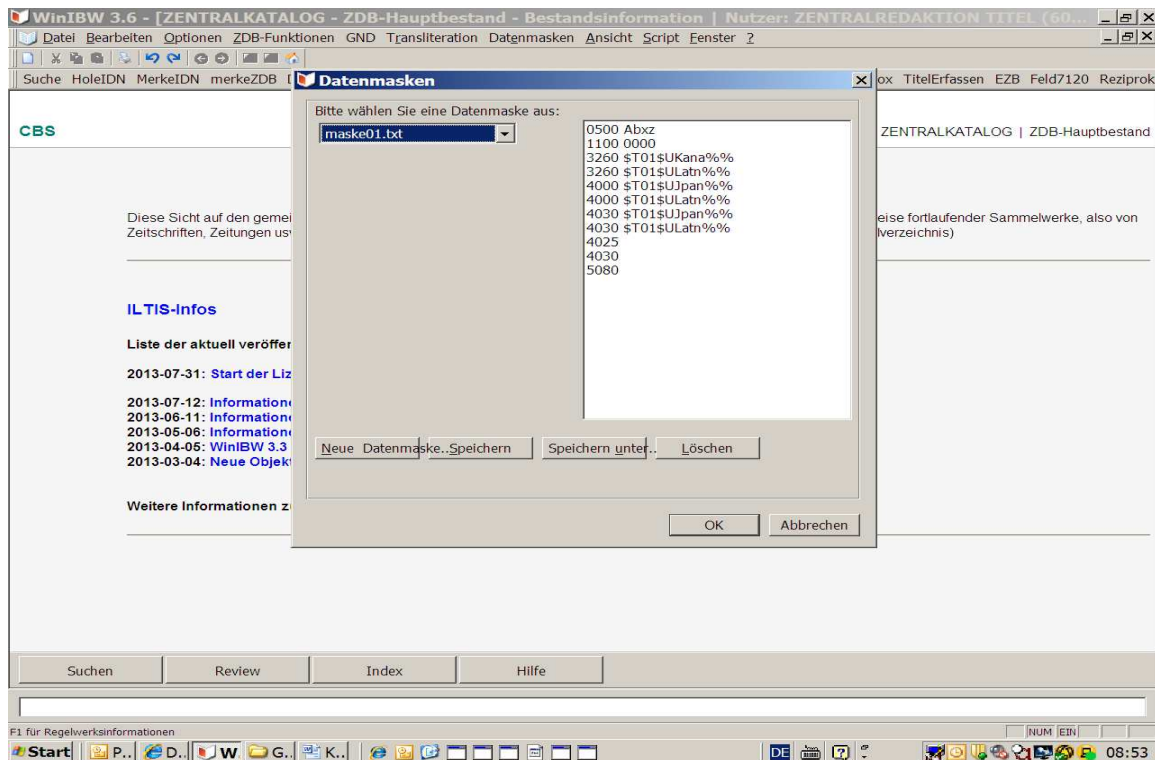 WinIBW 3.6 - [ZENTRALKATALOG - ZDB-Hauptbestand - Bestandsinformation | Nutzer: ZENTRALREDAKTION TITEL (60...
Datei Bearbeiten Optionen ZDB-Funktionen GND Transliteration Datenmasken Ansicht Script Fenster ?
Suche HoleIDN MerkeIDN merkeZDB
ox TitelErfassen EZB Feld7120 Reziprok
Datenmasken
CBS
ZENTRALKATALOG | ZDB-Hauptbestand
Bitte wählen Sie eine Datenmaske aus:
maske01.txt
0500 Abxz
1100 0000
3260 $T01$UKana%%
3260 $T01$ULatn%%
4000 $T01$UJpan%%
4000 $T01$ULatn%%
4030 $T01$UJpan%%
4030 $T01$ULatn%%
4025
4030
5080
Diese Sicht auf den gemei
eise fortlaufender Sammelwerke, also von
Zeitschriften, Zeitungen us
lverzeichnis)
ILTIS-Infos
Liste der aktuell veröffer
2013-07-31: Start der Liz
2013-07-12: Information
2013-06-11: Information
2013-05-06: Information
2013-04-05: WinIBW 3.3
2013-03-04: Neue Objekt
Weitere Informationen z
Neue Datenmaske.. Speichern Speichern unter.. Löschen
OK Abbrechen
Suchen Review Index Hilfe
F1 für Regelwerksinformationen
NUM EIN
Start P.. D.. W G.. K.. DE 08:53